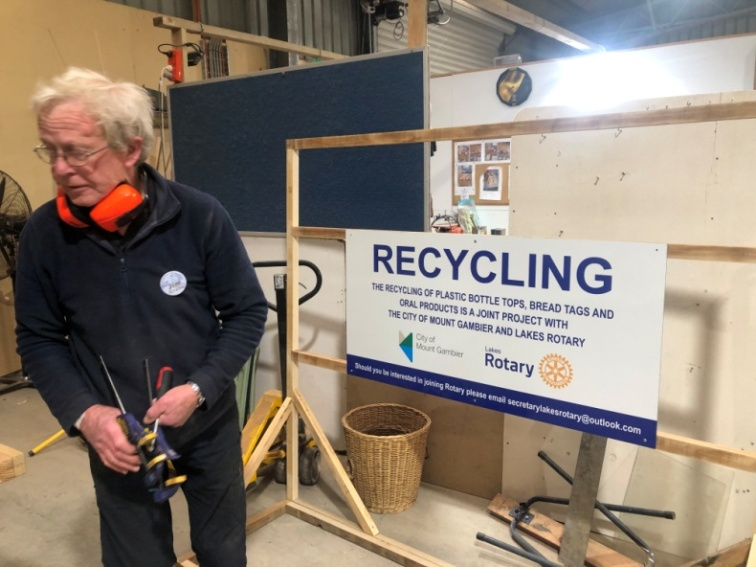 RECYCLING
THE RECYCLING OF PLASTIC BOTTLE TOPS, BREAD TAGS AND
ORAL PRODUCTS IS A JOINT PROJECT WITH
THE CITY OF MOUNT GAMBIER AND LAKES ROTARY
City of
Mount Gambier
Lakes
Rotary
Should you be interested in joining Rotary please email secretarylakesrotary@outlook.com